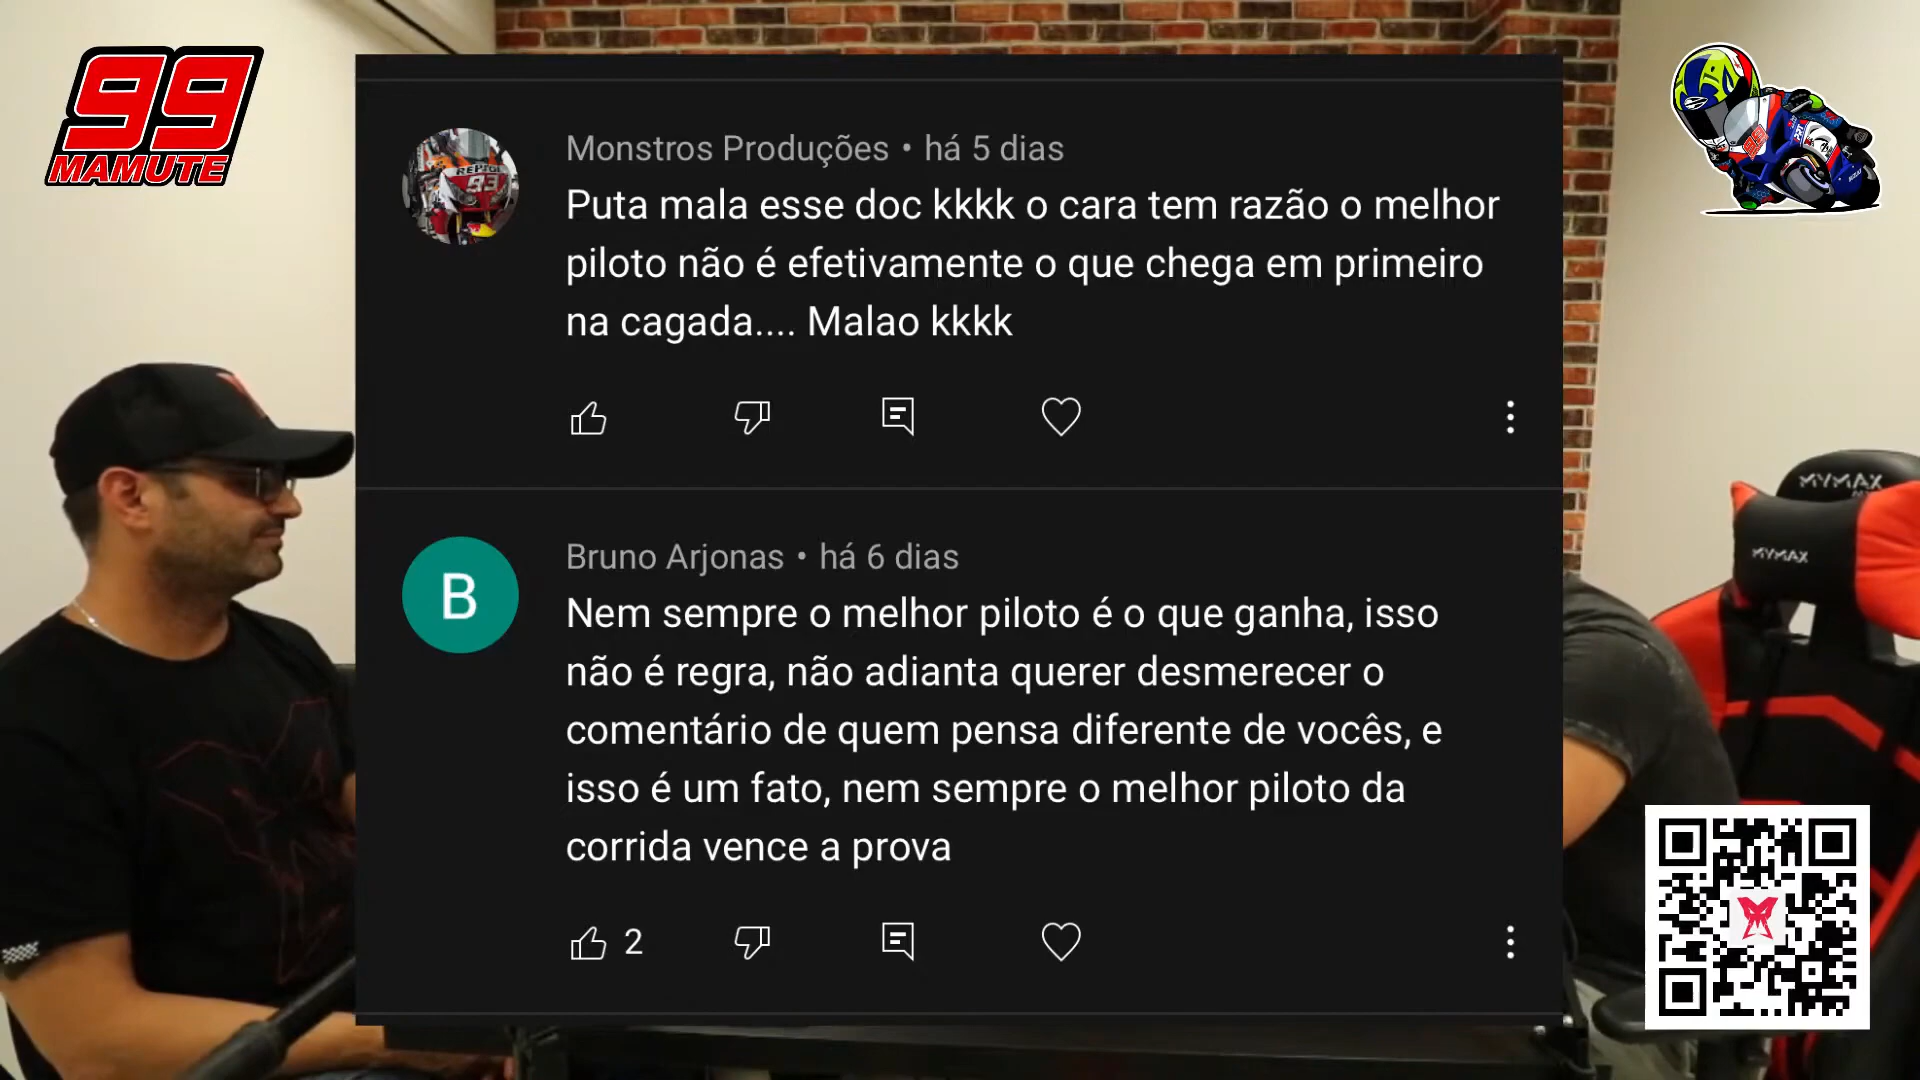 99
MAMUTE
REPSOL
93
Monstros Produções • há 5 dias
Puta mala esse doc kkkk o cara tem razão o melhor
piloto não é efetivamente o que chega em primeiro
na cagada.... Malao kkkk
B
Bruno Arjonas • há 6 dias
Nem sempre o melhor piloto é o que ganha, isso
não é regra, não adianta querer desmerecer o
comentário de quem pensa diferente de vocês, e
isso é um fato, nem sempre o melhor piloto da
corrida vence a prova
2
MYMAX
MYMAX